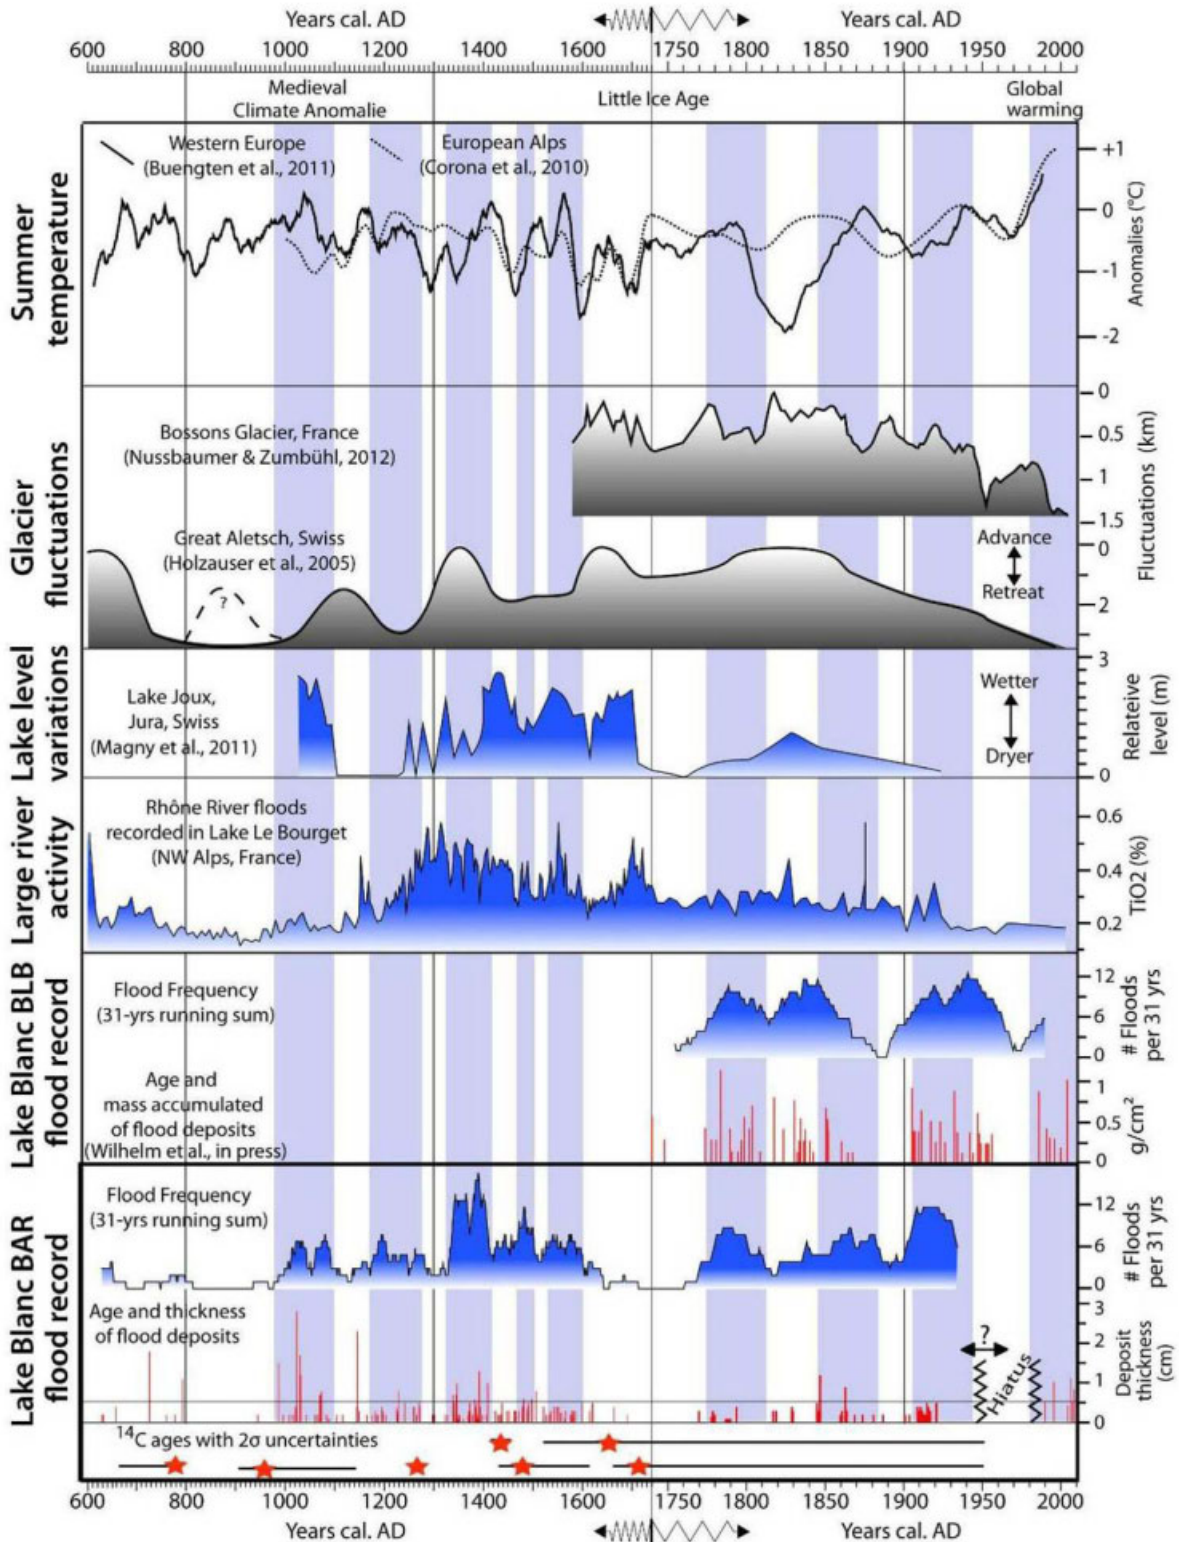 Years cal. AD
Years cal. AD
600 800 1000 1200 1400 1600 1750 1800 1850 1900 1950 2000
Medieval
Climate Anomalie
Little Ice Age
Global
warming
Summer
temperature
Western Europe
(Buengten et al., 2011)
European Alps
(Corona et al., 2010)
+1
0
-1
-2
Anomalies (°C)
Glacier
fluctuations
Bossons Glacier, France
(Nussbaumer & Zumbühl, 2012)
0
0.5
1
1.5
Fluctuations (km)
Great Aletsch, Swiss
(Holzauser et al., 2005)
?
Advance
Retreat
0
2
Lake level
variations
Lake Joux,
Jura, Swiss
(Magny et al., 2011)
Wetter
Dryer
3
0
Relateive
level (m)
Large river
activity
Rhône River floods
recorded in Lake Le Bourget
(NW Alps, France)
0.6
0.4
0.2
TiO2 (%)
Lake Blanc BLB
flood record
Flood Frequency
(31-yrs running sum)
12
6
0
# Floods
per 31 yrs
Age and
mass accumulated
of flood deposits
(Wilhelm et al., in press)
1
0.5
0
g/cm²
Lake Blanc BAR
flood record
Flood Frequency
(31-yrs running sum)
12
6
0
# Floods
per 31 yrs
Age and thickness
of flood deposits
?
Hiatus
3
2
1
0
Deposit
thickness
(cm)
¹⁴C ages with 2σ uncertainties
600 800 1000 1200 1400 1600 1750 1800 1850 1900 1950 2000
Years cal. AD
Years cal. AD